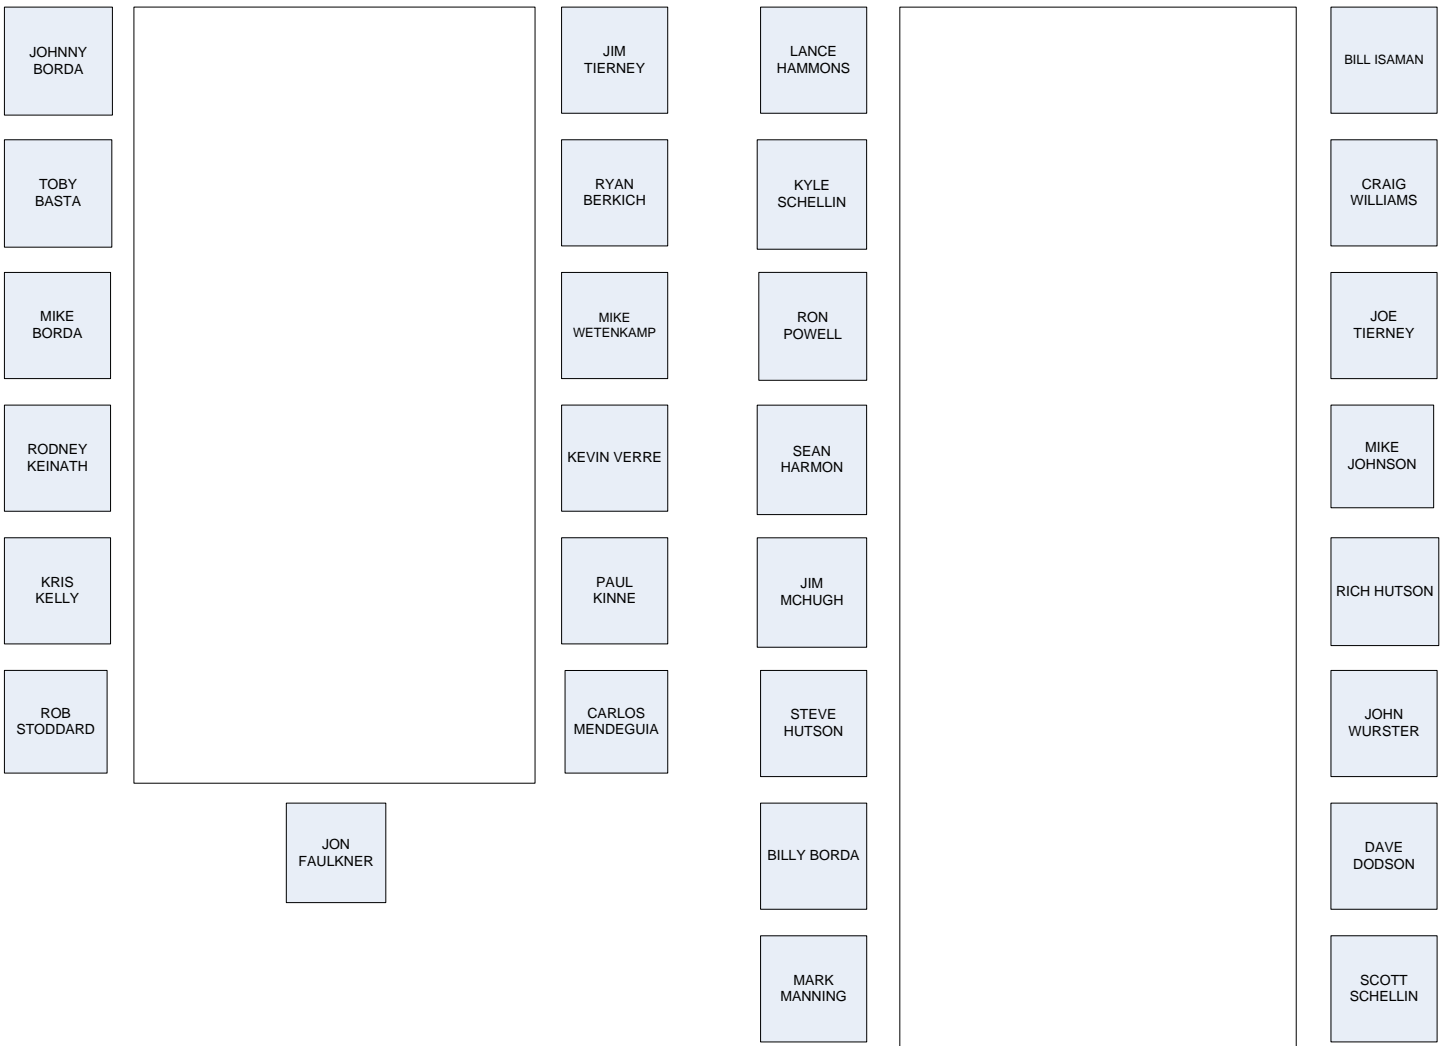 JOHNNY
BORDA
JIM
TIERNEY
LANCE
HAMMONS
BILL ISAMAN
TOBY
BASTA
RYAN
BERKICH
KYLE
SCHELLIN
CRAIG
WILLIAMS
MIKE
BORDA
MIKE
WETENKAMP
RON
POWELL
JOE
TIERNEY
RODNEY
KEINATH
KEVIN VERRE
SEAN
HARMON
MIKE
JOHNSON
KRIS
KELLY
PAUL
KINNE
JIM
MCHUGH
RICH HUTSON
ROB
STODDARD
CARLOS
MENDEGUIA
STEVE
HUTSON
JOHN
WURSTER
JON
FAULKNER
BILLY BORDA
DAVE
DODSON
MARK
MANNING
SCOTT
SCHELLIN